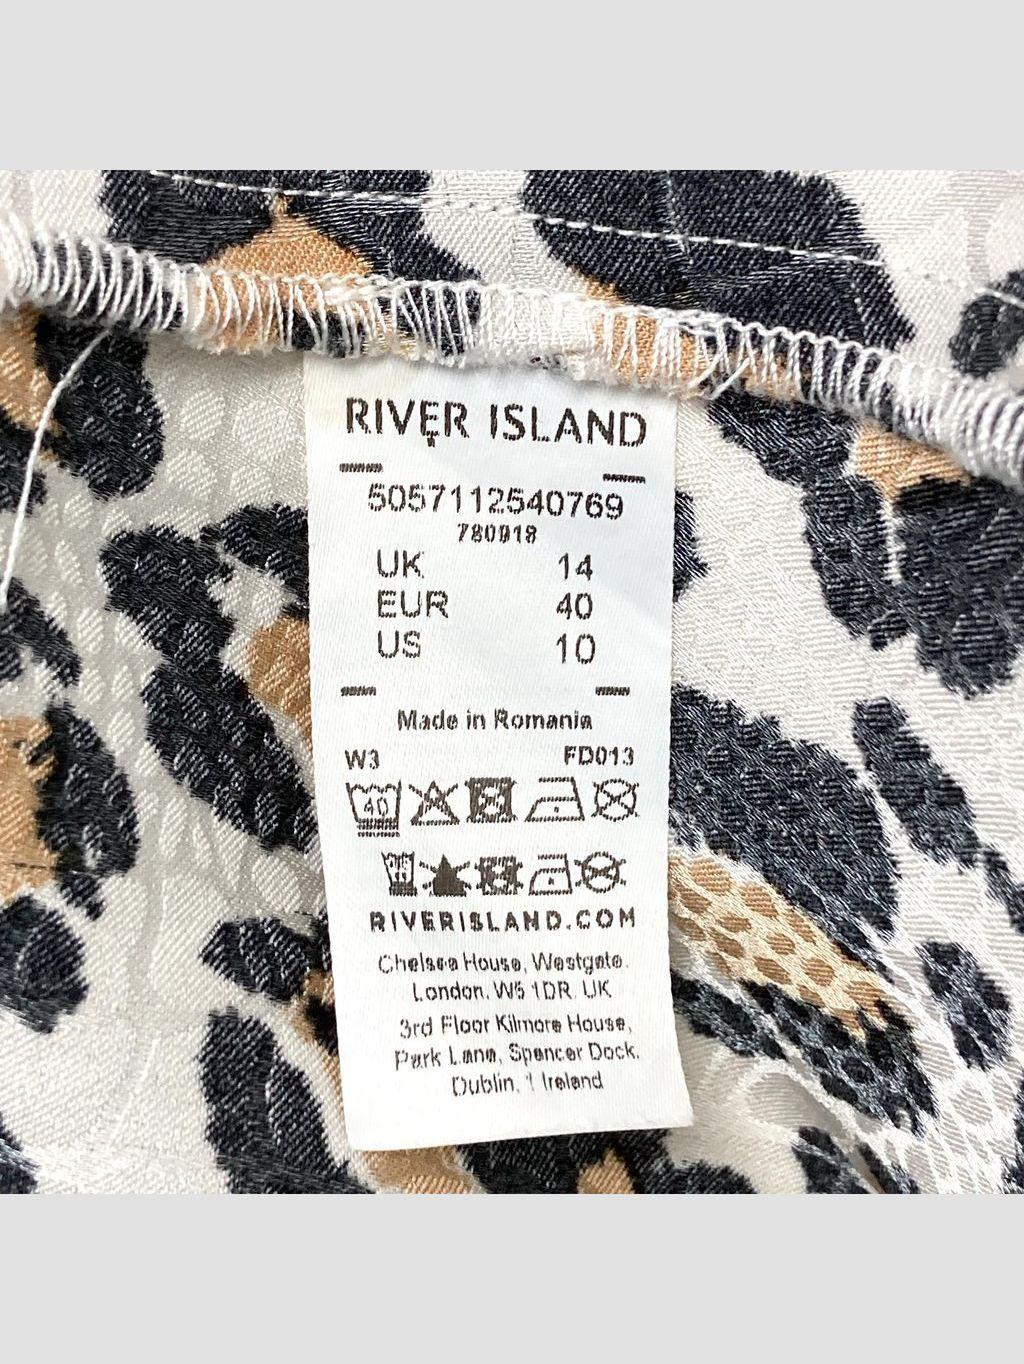 RIVER ISLAND
5057112540769
780918
UK 14
EUR 40
US 10
Made in Romania
W3 FD013
40
RIVERISLAND.COM
Chelsea House, Westgate.
London. W5 1DR. UK
3rd Floor Kilmore House,
Park Lane, Spencer Dock.
Dublin, 1 Ireland